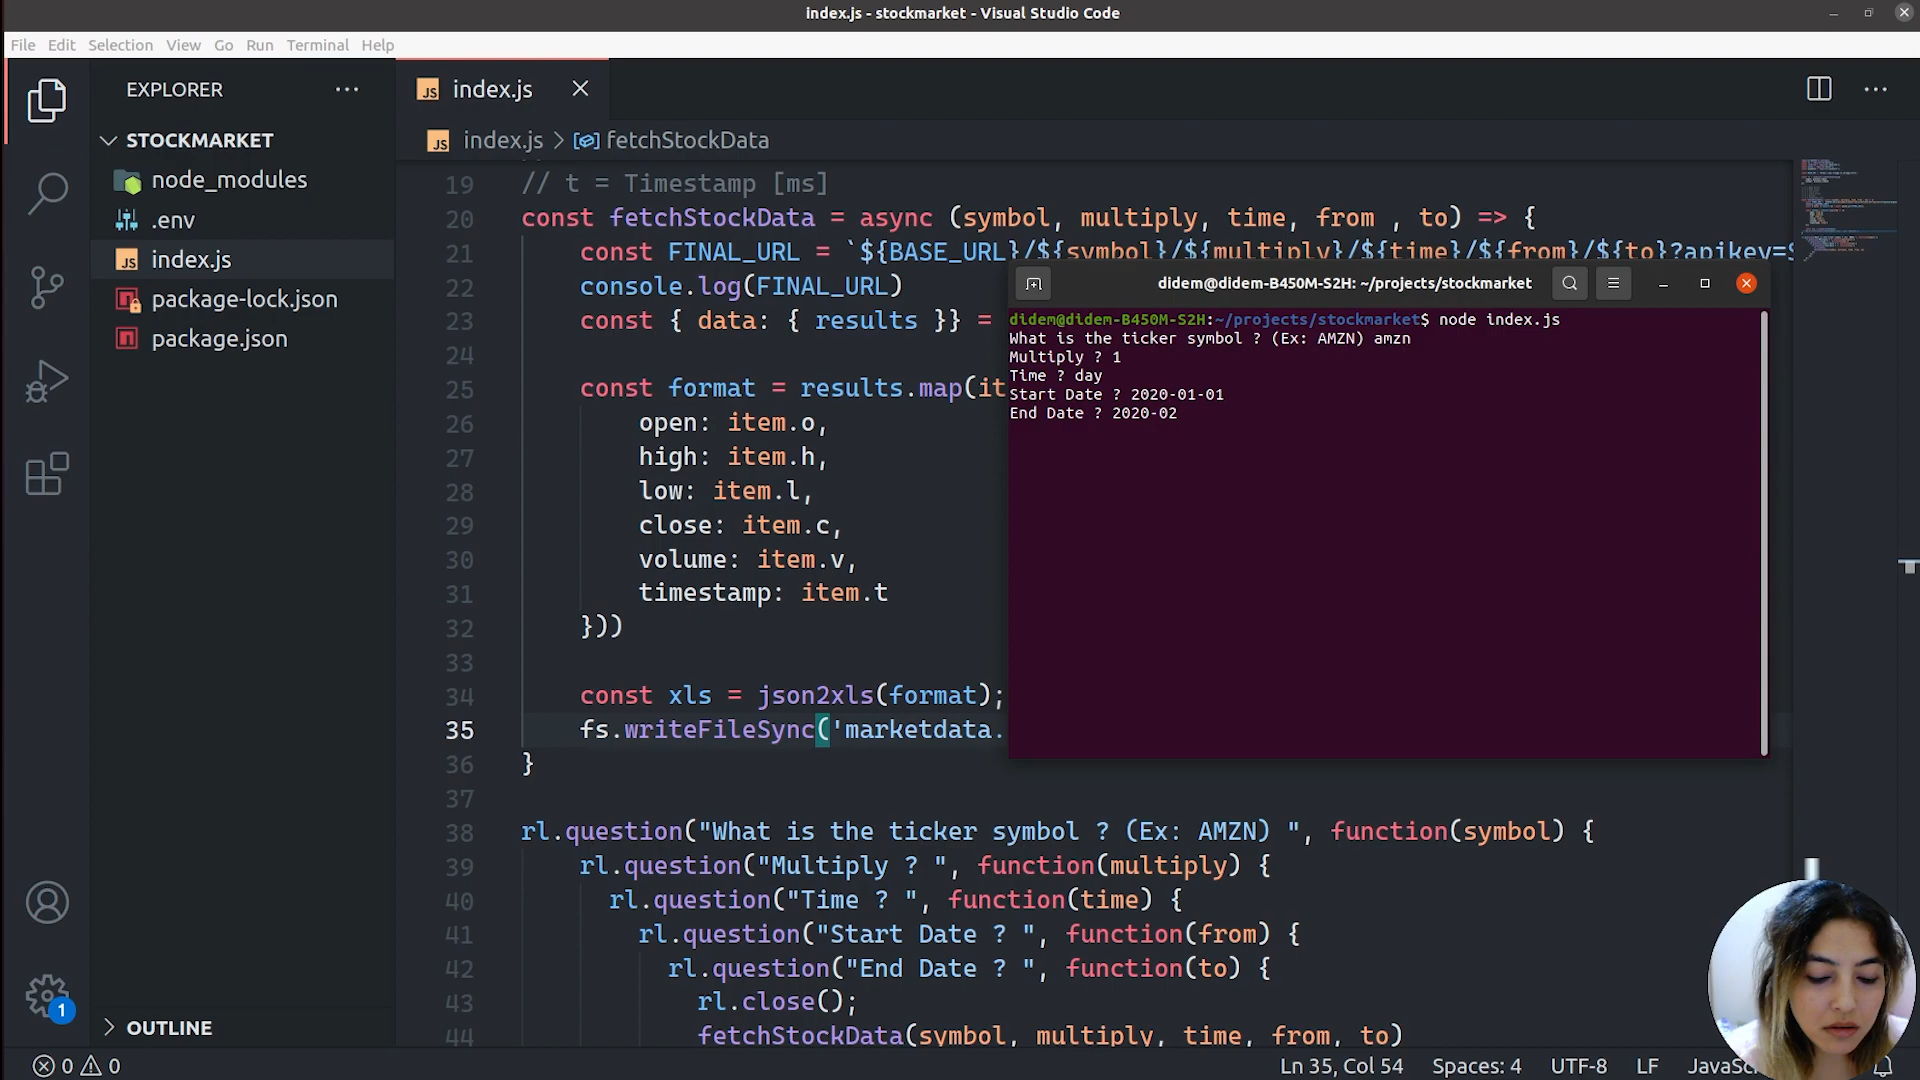 index.js - stockmarket - Visual Studio Code
File Edit Selection View Go Run Terminal Help
EXPLORER
STOCKMARKET
node_modules
.env
index.js
package-lock.json
package.json
OUTLINE
index.js
index.js > fetchStockData
19 // t = Timestamp [ms]
20 const fetchStockData = async (symbol, multiply, time, from , to) => {
21 const FINAL_URL = `${BASE_URL}/${symbol}/${multiply}/${time}/${from}/${to}?apikey=$
22 console.log(FINAL_URL)
23 const { data: { results }} =
24
25 const format = results.map(it
26 open: item.o,
27 high: item.h,
28 low: item.l,
29 close: item.c,
30 volume: item.v,
31 timestamp: item.t
32 }))
33
34 const xls = json2xls(format);
35 fs.writeFileSync('marketdata.
36 }
37
38 rl.question("What is the ticker symbol ? (Ex: AMZN) ", function(symbol) {
39 rl.question("Multiply ? ", function(multiply) {
40 rl.question("Time ? ", function(time) {
41 rl.question("Start Date ? ", function(from) {
42 rl.question("End Date ? ", function(to) {
43 rl.close();
44 fetchStockData(symbol, multiply, time, from, to)
didem@didem-B450M-S2H: ~/projects/stockmarket
didem@didem-B450M-S2H:~/projects/stockmarket$ node index.js
What is the ticker symbol ? (Ex: AMZN) amzn
Multiply ? 1
Time ? day
Start Date ? 2020-01-01
End Date ? 2020-02
1
0 0
Ln 35, Col 54 Spaces: 4 UTF-8 LF JavaSc